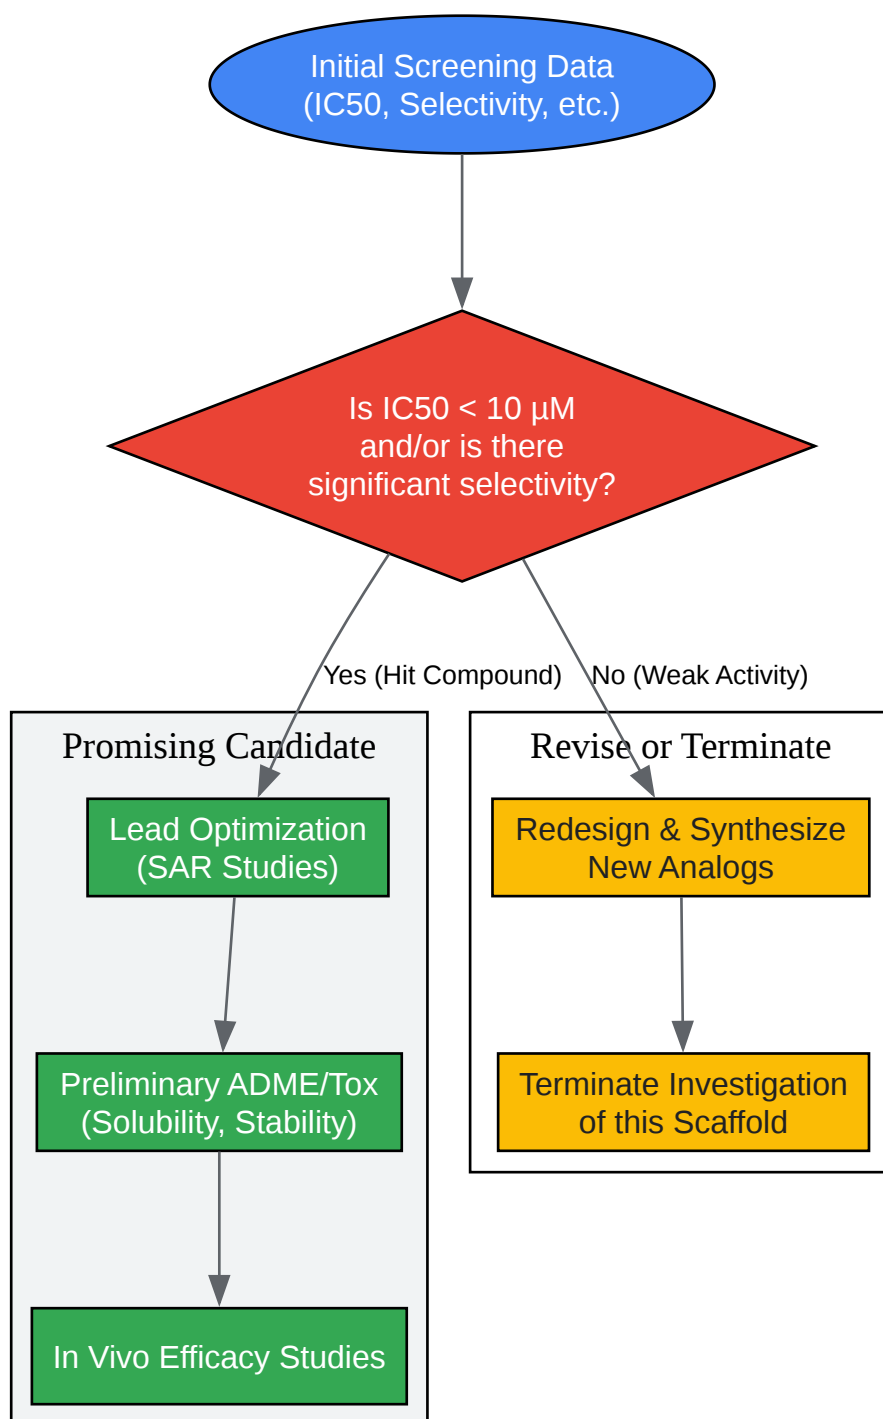 Initial Screening Data
(IC50, Selectivity, etc.)
Is IC50 < 10 µM
and/or is there
significant selectivity?
Yes (Hit Compound)
No (Weak Activity)
Promising Candidate
Lead Optimization
(SAR Studies)
Preliminary ADME/Tox
(Solubility, Stability)
In Vivo Efficacy Studies
Revise or Terminate
Redesign & Synthesize
New Analogs
Terminate Investigation
of this Scaffold